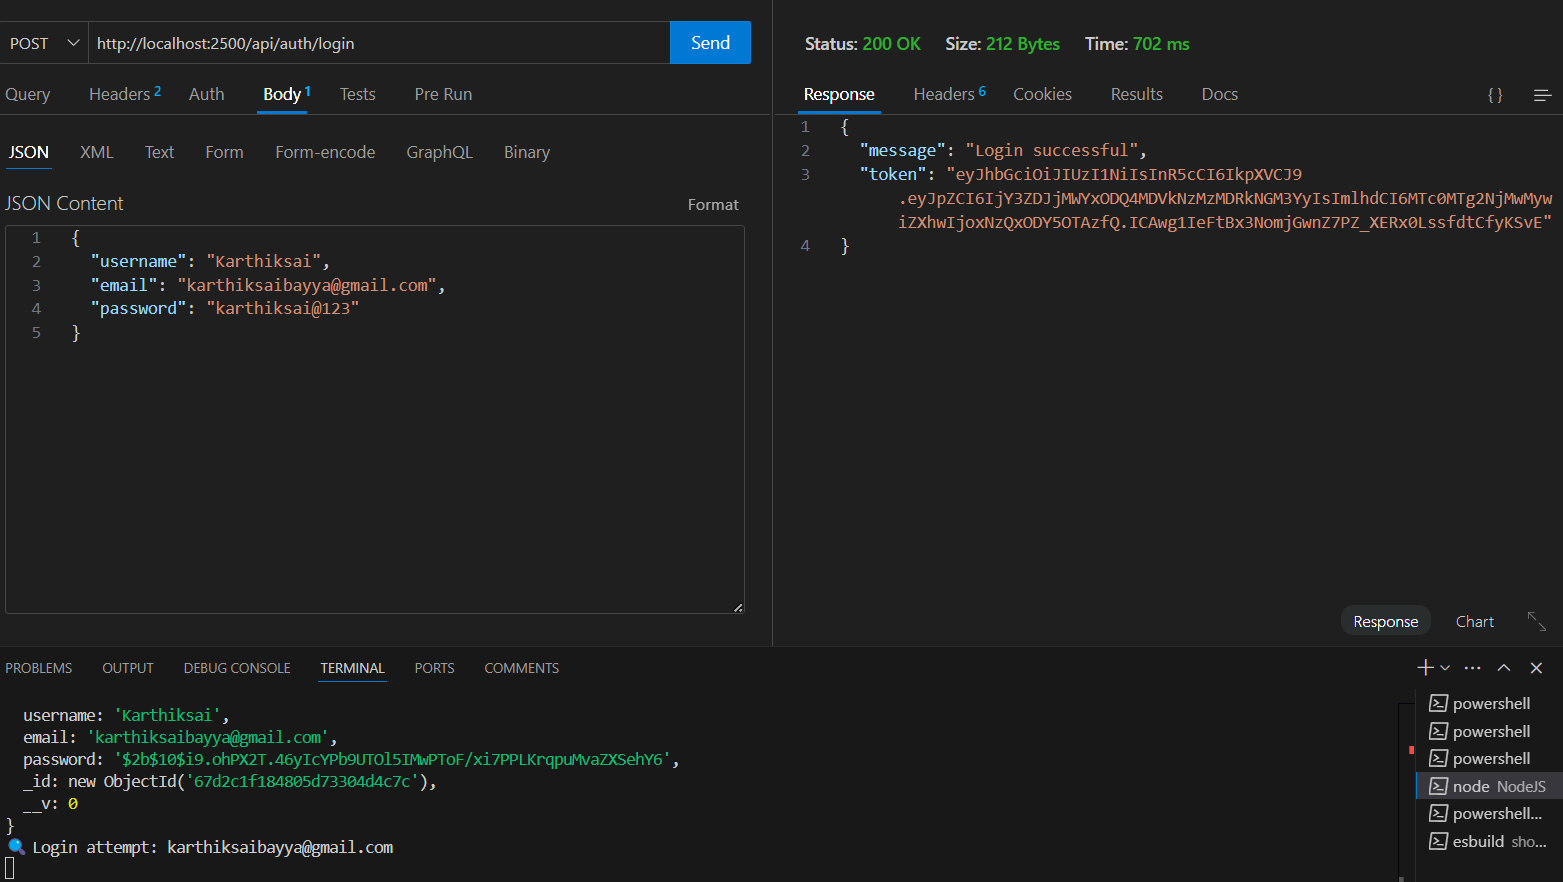 POST http://localhost:2500/api/auth/login Send
Query Headers 2 Auth Body 1 Tests Pre Run
JSON XML Text Form Form-encode GraphQL Binary
JSON Content Format
1 {
2 "username": "Karthiksai",
3 "email": "karthiksaibayya@gmail.com",
4 "password": "karthiksai@123"
5 }
Status: 200 OK Size: 212 Bytes Time: 702 ms
Response Headers 6 Cookies Results Docs { }
1 {
2 "message": "Login successful",
3 "token": "eyJhbGciOiJIUzI1NiIsInR5cCI6IkpXVCJ9
.eyJpZCI6IjY3ZDJjMWYxODQ4MDVkNzMzMDRkNGM3YyIsImlhdCI6MTc0MTg2NjMwMyw
iZXhwIjoxNzQxODY5OTAzfQ.ICAwg1IeFtBx3NomjGwnZ7PZ_XERx0LssfdtCfyKSvE"
4 }
Response Chart
PROBLEMS OUTPUT DEBUG CONSOLE TERMINAL PORTS COMMENTS
username: 'Karthiksai',
email: 'karthiksaibayya@gmail.com',
password: '$2b$10$i9.ohPX2T.46yIcYPb9UTOl5IMwPToF/xi7PPLKrqpuMvaZXSehY6',
_id: new ObjectId('67d2c1f184805d73304d4c7c'),
__v: 0
}
Login attempt: karthiksaibayya@gmail.com
powershell
powershell
powershell
node NodeJS
powershell...
esbuild sho...